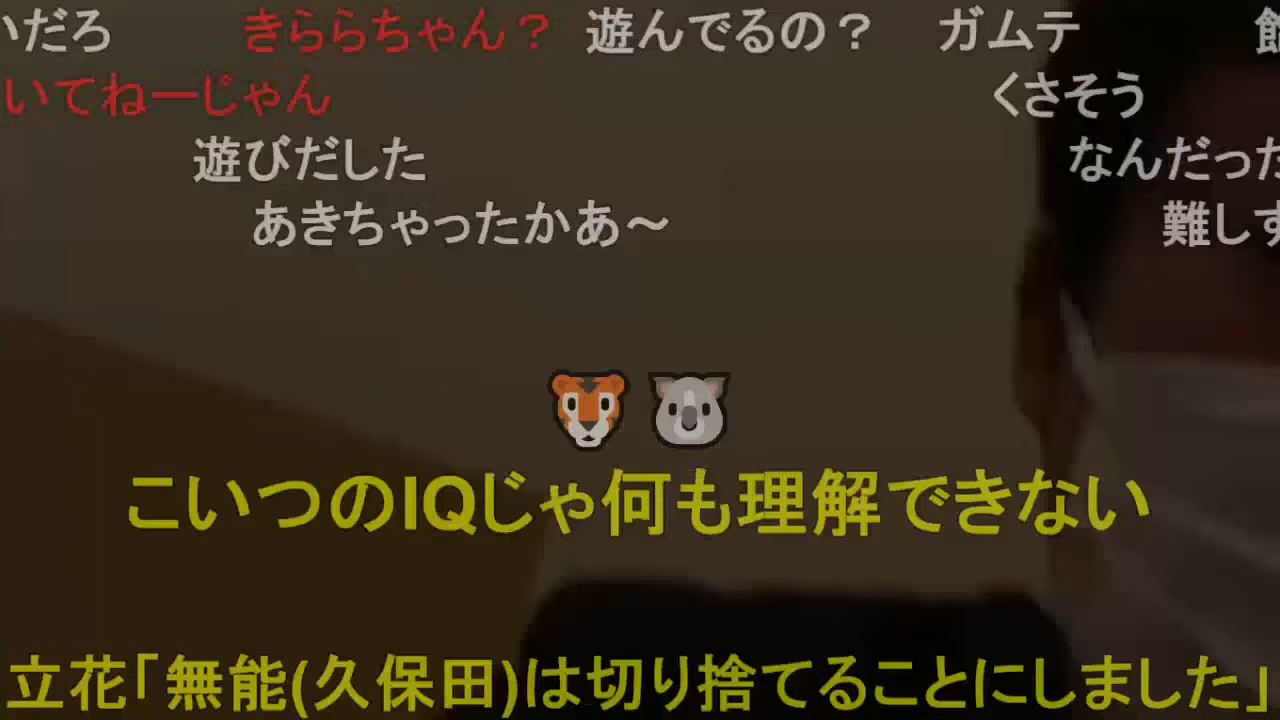 いだろ きららちゃん？ 遊んでるの？ ガムテ
いてねーじゃん くさそう
遊びだした なんだった
あきちゃったかあ～ 難しす
🐯 🐨
こいつのIQじゃ何も理解できない
立花「無能(久保田)は切り捨てることにしました」